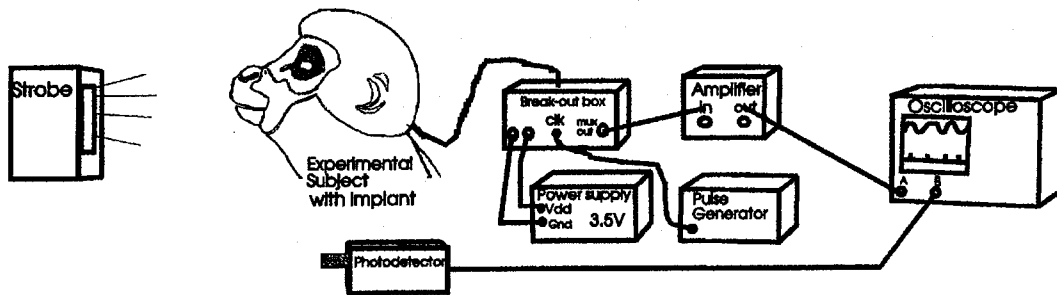 Strobe
Experimental
Subject
with Implant
Break-out box
clk
mux
out
Amplifier
in
out
Oscilloscope
A
B
Power supply
Vdd
Gnd
3.5V
Pulse
Generator
Photodetector